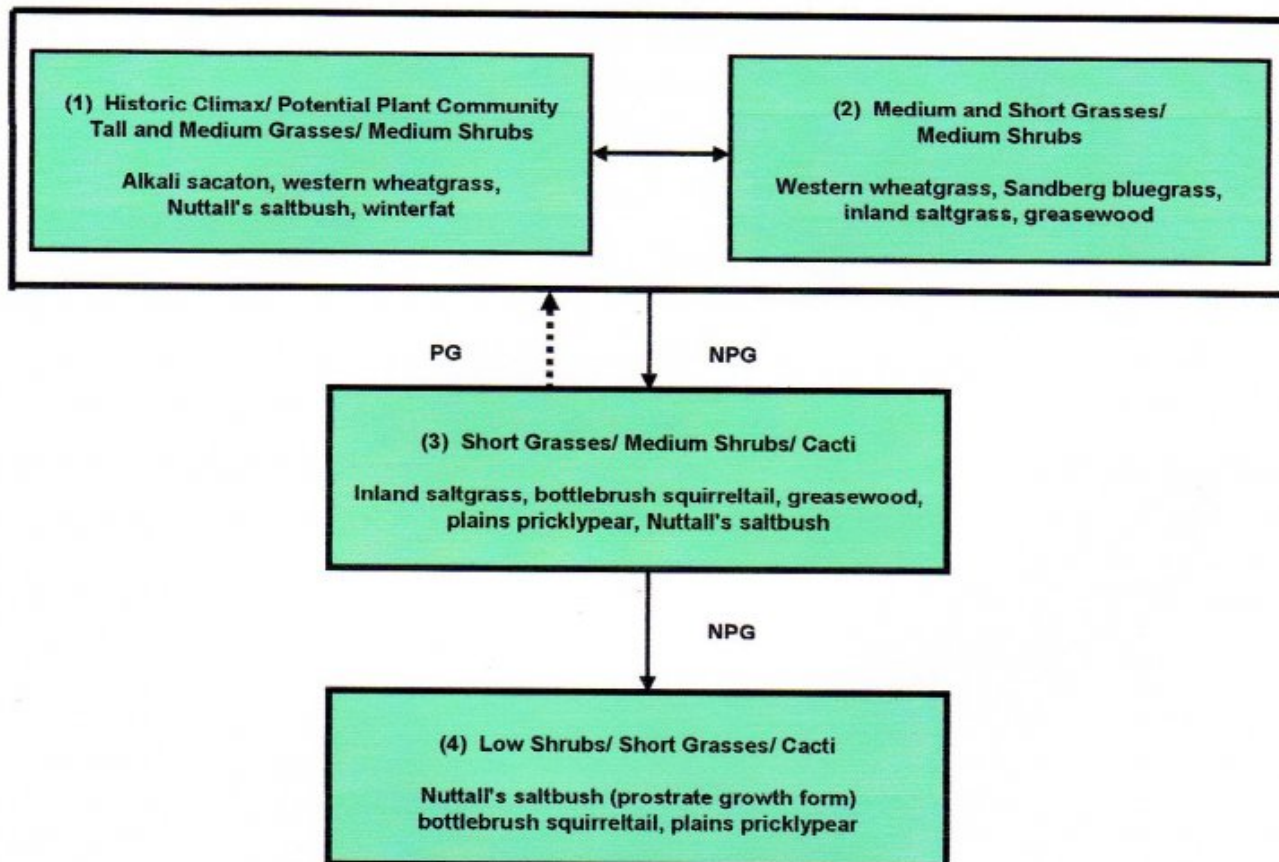 (1) Historic Climax/ Potential Plant Community
Tall and Medium Grasses/ Medium Shrubs
Alkali sacaton, western wheatgrass,
Nuttall's saltbush, winterfat
(2) Medium and Short Grasses/
Medium Shrubs
Western wheatgrass, Sandberg bluegrass,
inland saltgrass, greasewood
PG
NPG
(3) Short Grasses/ Medium Shrubs/ Cacti
Inland saltgrass, bottlebrush squirreltail, greasewood,
plains pricklypear, Nuttall's saltbush
NPG
(4) Low Shrubs/ Short Grasses/ Cacti
Nuttall's saltbush (prostrate growth form)
bottlebrush squirreltail, plains pricklypear